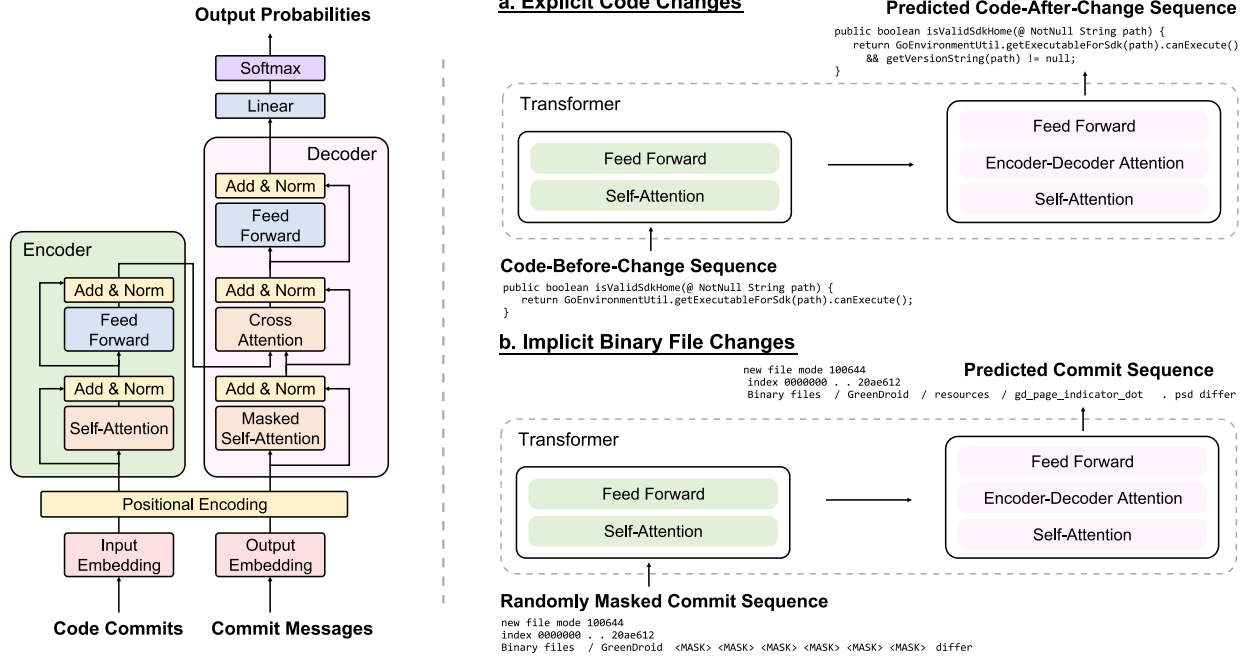 Output Probabilities
Softmax
Linear
Decoder
Add & Norm
Feed
Forward
Add & Norm
Cross
Attention
Add & Norm
Masked
Self-Attention
Encoder
Add & Norm
Feed
Forward
Add & Norm
Self-Attention
Positional Encoding
Input
Embedding
Output
Embedding
Code Commits
Commit Messages
a. Explicit Code Changes
Predicted Code-After-Change Sequence
public boolean isValidSdkHome(@ NotNull String path) {
return GoEnvironmentUtil.getExecutableForSdk(path).canExecute()
&& getVersionString(path) != null;
}
Transformer
Feed Forward
Self-Attention
Feed Forward
Encoder-Decoder Attention
Self-Attention
Code-Before-Change Sequence
public boolean isValidSdkHome(@ NotNull String path) {
return GoEnvironmentUtil.getExecutableForSdk(path).canExecute();
}
b. Implicit Binary File Changes
Predicted Commit Sequence
new file mode 100644
index 0000000 . . 20ae612
Binary files / GreenDroid / resources / gd_page_indicator_dot . psd differ
Transformer
Feed Forward
Self-Attention
Feed Forward
Encoder-Decoder Attention
Self-Attention
Randomly Masked Commit Sequence
new file mode 100644
index 0000000 . . 20ae612
Binary files / GreenDroid <MASK> <MASK> <MASK> <MASK> <MASK> <MASK> differ